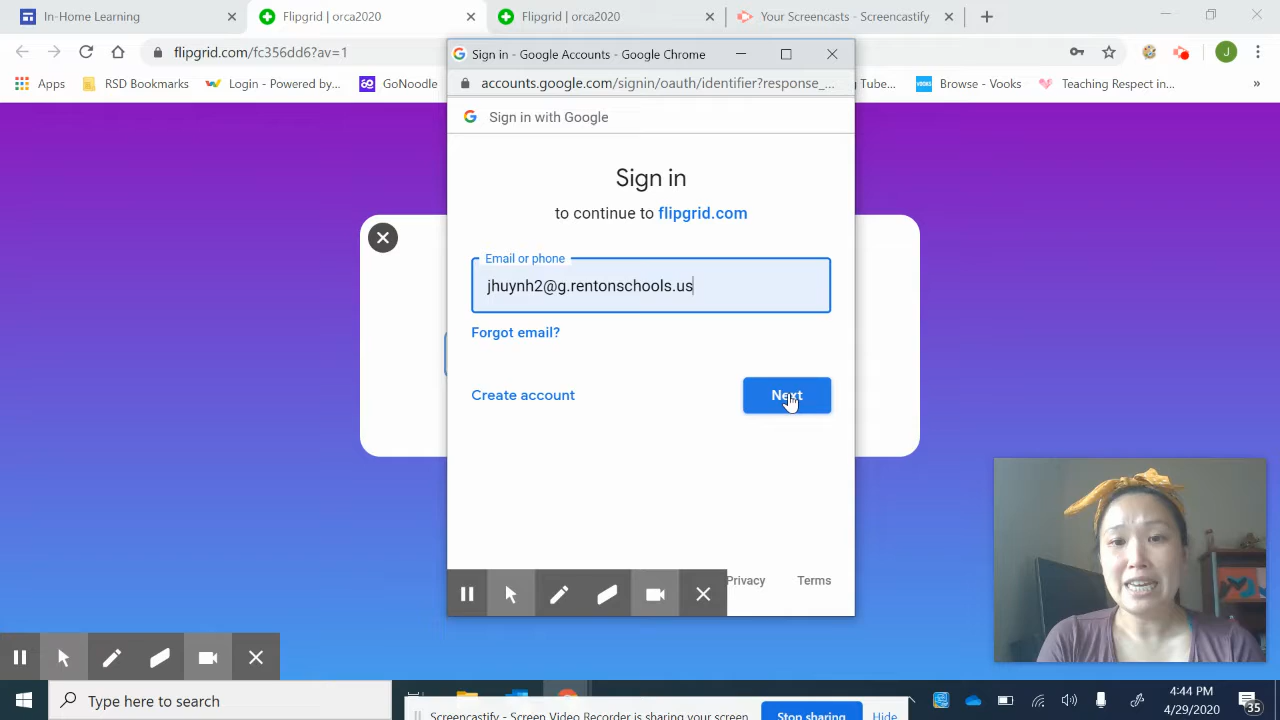 In-Home Learning
Flipgrid | orca2020
Flipgrid | orca2020
Your Screencasts - Screencastify
flipgrid.com/fc356dd6?av=1
J
Apps
RSD Bookmarks
Login - Powered by...
GoNoodle
Tube...
Brightly - Vooks
Teaching Respect in...
Sign in - Google Accounts - Google Chrome
accounts.google.com/signin/oauth/identifier?response_...
Sign in with Google
Sign in
to continue to flipgrid.com
Email or phone
jhuynh2@g.rentonschools.us
Forgot email?
Create account
Next
Privacy
Terms
Type here to search
Screencastify - Screen Video Recorder is sharing your screen.
Stop sharing
Hide
4:44 PM
4/29/2020
35